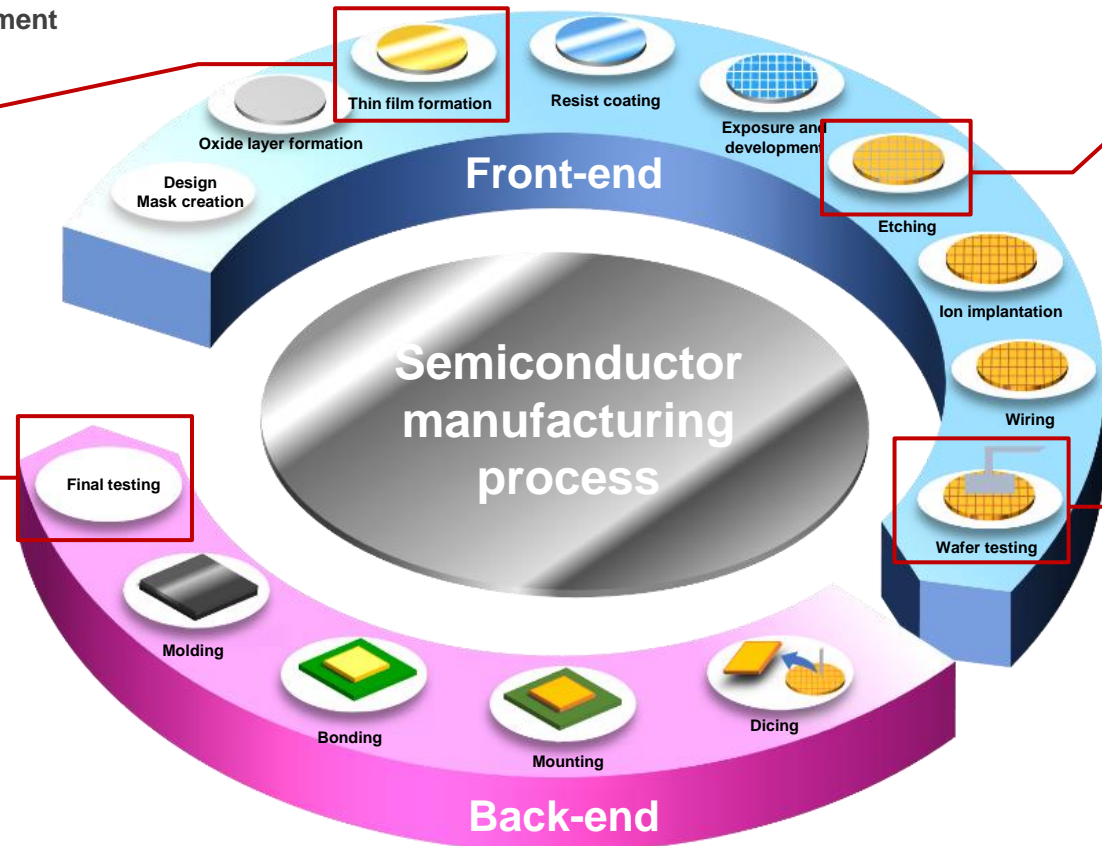 ment
Thin film formation
Resist coating
Exposure and
development
Oxide layer formation
Design
Mask creation
Front-end
Etching
Ion implantation
Wiring
Wafer testing
Semiconductor
manufacturing
process
Final testing
Molding
Bonding
Mounting
Dicing
Back-end